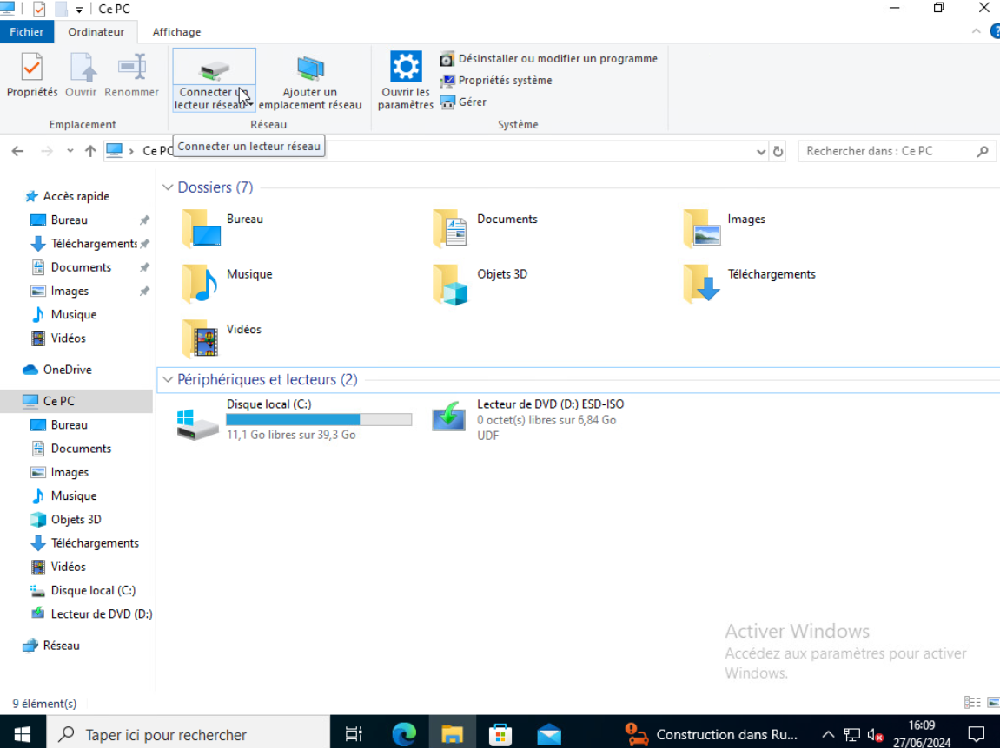 Ce PC
Fichier
Ordinateur
Affichage
Propriétés
Ouvrir
Renommer
Connecter un
lecteur réseau
Ajouter un
emplacement réseau
Ouvrir les
paramètres
Désinstaller ou modifier un programme
Propriétés système
Gérer
Emplacement
Réseau
Système
Ce PC
Connecter un lecteur réseau
Rechercher dans : Ce PC
Accès rapide
Bureau
Téléchargements
Documents
Images
Musique
Vidéos
OneDrive
Ce PC
Bureau
Documents
Images
Musique
Objets 3D
Téléchargements
Vidéos
Disque local (C:)
Lecteur de DVD (D:)
Réseau
Dossiers (7)
Bureau
Documents
Images
Musique
Objets 3D
Téléchargements
Vidéos
Périphériques et lecteurs (2)
Disque local (C:)
11,1 Go libres sur 39,3 Go
Lecteur de DVD (D:) ESD-ISO
0 octet(s) libres sur 6,84 Go
UDF
Activer Windows
Accédez aux paramètres pour activer
Windows.
9 élément(s)
Taper ici pour rechercher
Construction dans Ru...
16:09
27/06/2024